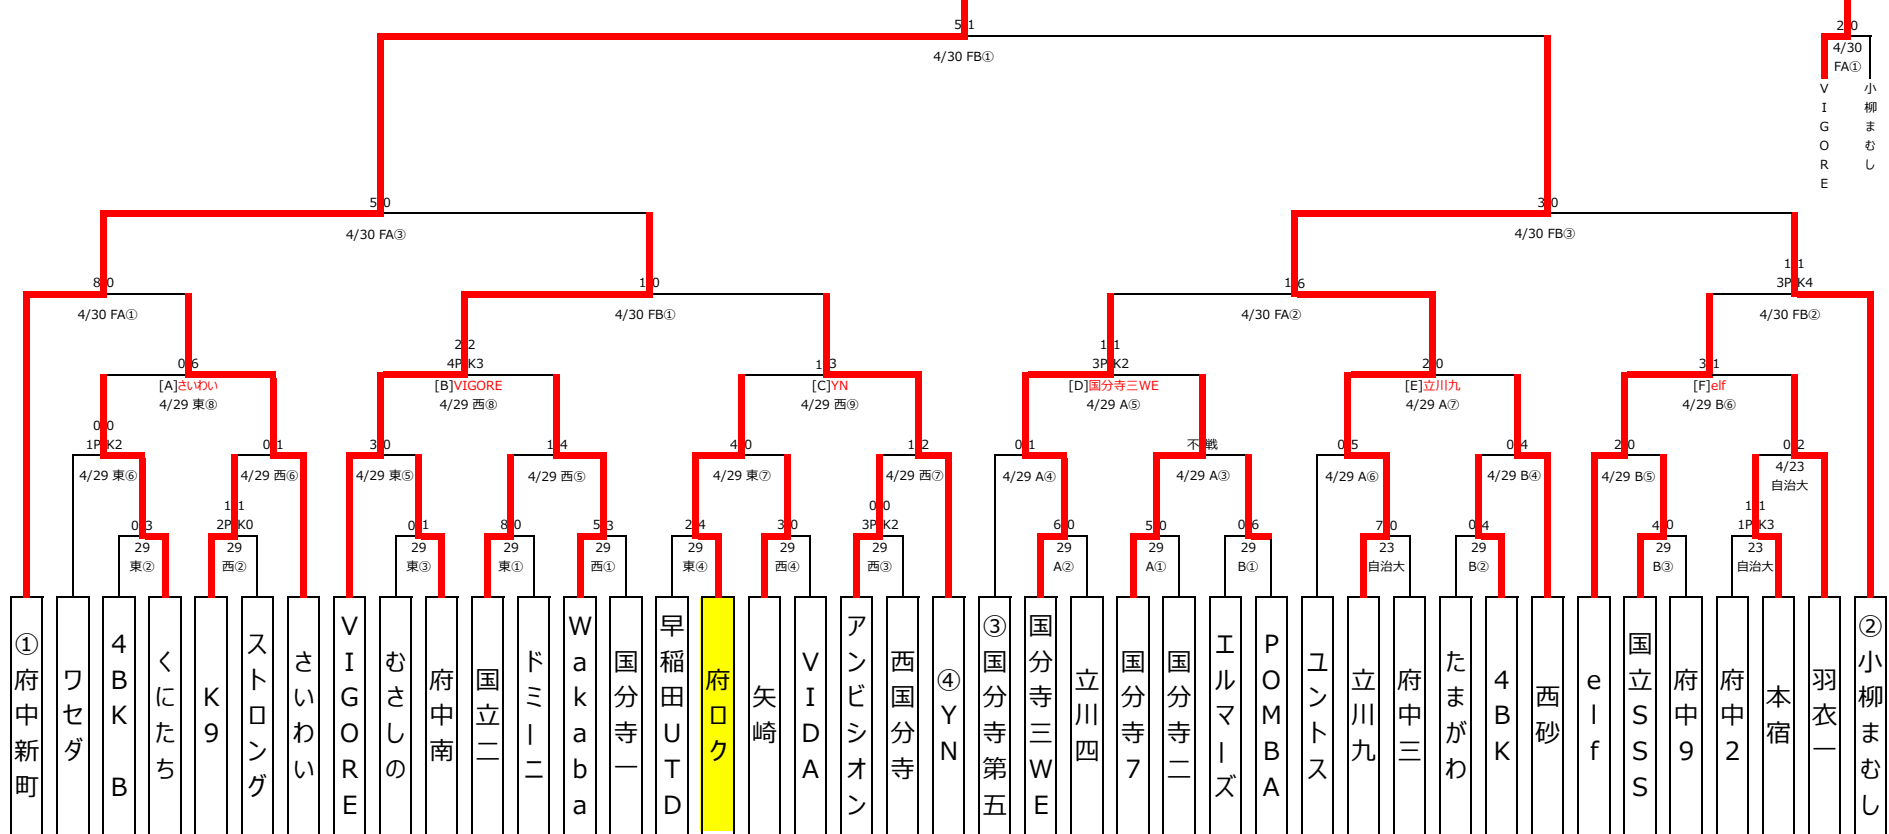 5 1
4/30 FB①
2 0
4/30
FA①
VIGORE
小柳まむし
5 0
4/30 FA③
3 0
4/30 FB③
8 0
4/30 FA①
1 0
4/30 FB①
1 6
4/30 FA②
1 1
3PK4
4/30 FB②
0 6
[A]さいわい
4/29 東⑧
2 2
4PK3
[B]VIGORE
4/29 西⑧
1 3
[C]YN
4/29 西⑨
1 1
3PK2
[D]国分寺三WE
4/29 A⑤
2 0
[E]立川九
4/29 A⑦
3 1
[F]elf
4/29 B⑥
0 0
1PK2
4/29 東⑥
0 1
4/29 西⑥
3 0
4/29 東⑤
1 4
4/29 西⑤
4 0
4/29 東⑦
1 2
4/29 西⑦
0 1
4/29 A④
不戦
4/29 A③
0 5
4/29 A⑥
0 4
4/29 B④
2 0
4/29 B⑤
0 2
4/23
自治大
0 3
29
東②
1 1
2PK0
29
西②
0 1
29
東③
8 0
29
東①
5 3
29
西①
2 4
29
東④
3 0
29
西④
0 0
3PK2
29
西③
6 0
29
A②
5 0
29
A①
0 6
29
B①
7 0
23
自治大
0 4
29
B②
4 0
29
B③
1 1
1PK3
23
自治大
①府中新町
ワセダ
4BK B
くにたち
K9
ストロング
さいわい
VIGORE
むさしの
府中南
国立二
ドミーニ
Wakaba
国分寺一
早稲田UTD
府ロク
矢崎
VIDA
アンビシオン
西国分寺
④YN
③国分寺第五
国分寺三WE
立川四
国分寺7
国分寺二
エルマーズ
POMBA
ユントス
立川九
府中三
たまがわ
4BK
西砂
elf
国立SSS
府中9
府中2
本宿
羽衣一
②小柳まむし